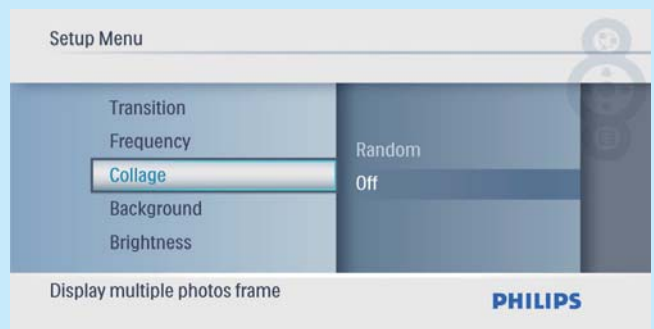 Setup Menu
Transition
Frequency
Collage
Background
Brightness
Random
Off
Display multiple photos frame
PHILIPS